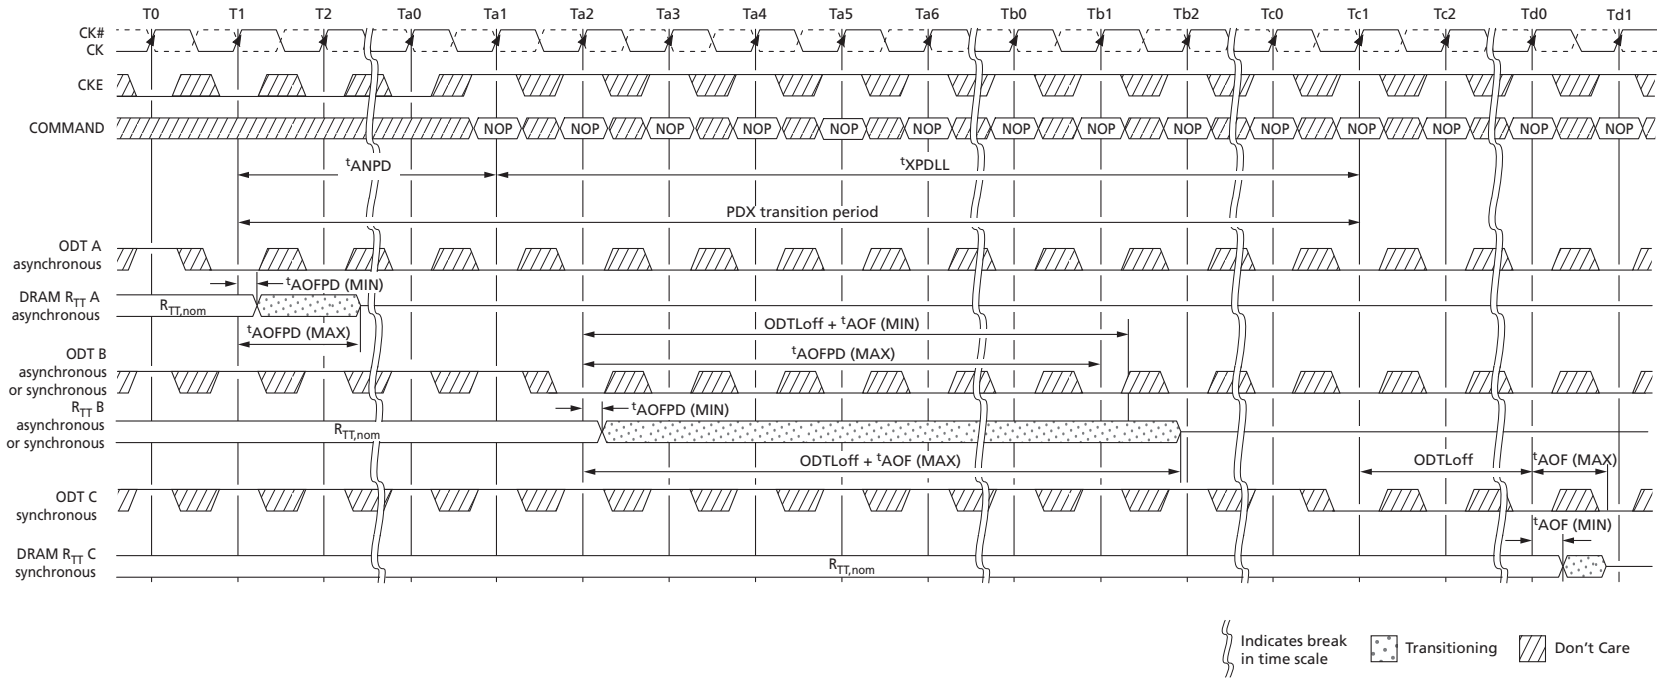 T0 T1 T2 Ta0 Ta1 Ta2 Ta3 Ta4 Ta5 Ta6 Tb0 Tb1 Tb2 Tc0 Tc1 Tc2 Td0 Td1
CK#
CK
CKE
COMMAND
NOP NOP NOP NOP NOP NOP NOP NOP NOP NOP NOP NOP NOP NOP
tANPD
tXPDLL
PDX transition period
ODT A
asynchronous
tAOFPD (MIN)
DRAM RTT A
asynchronous
RTT,nom
tAOFPD (MAX)
ODTLoff + tAOF (MIN)
tAOFPD (MAX)
ODT B
asynchronous
or synchronous
tAOFPD (MIN)
RTT B
asynchronous
or synchronous
RTT,nom
ODTLoff + tAOF (MAX)
ODTLoff
tAOF (MAX)
ODT C
synchronous
tAOF (MIN)
DRAM RTT C
synchronous
RTT,nom
Indicates break
in time scale
Transitioning
Don't Care